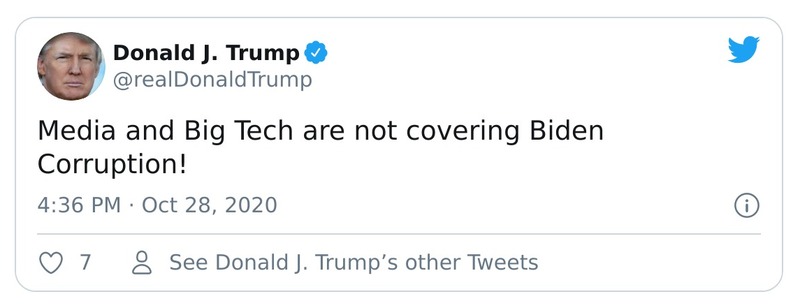 Donald J. Trump
@realDonaldTrump
Media and Big Tech are not covering Biden
Corruption!
4:36 PM · Oct 28, 2020
7
See Donald J. Trump’s other Tweets